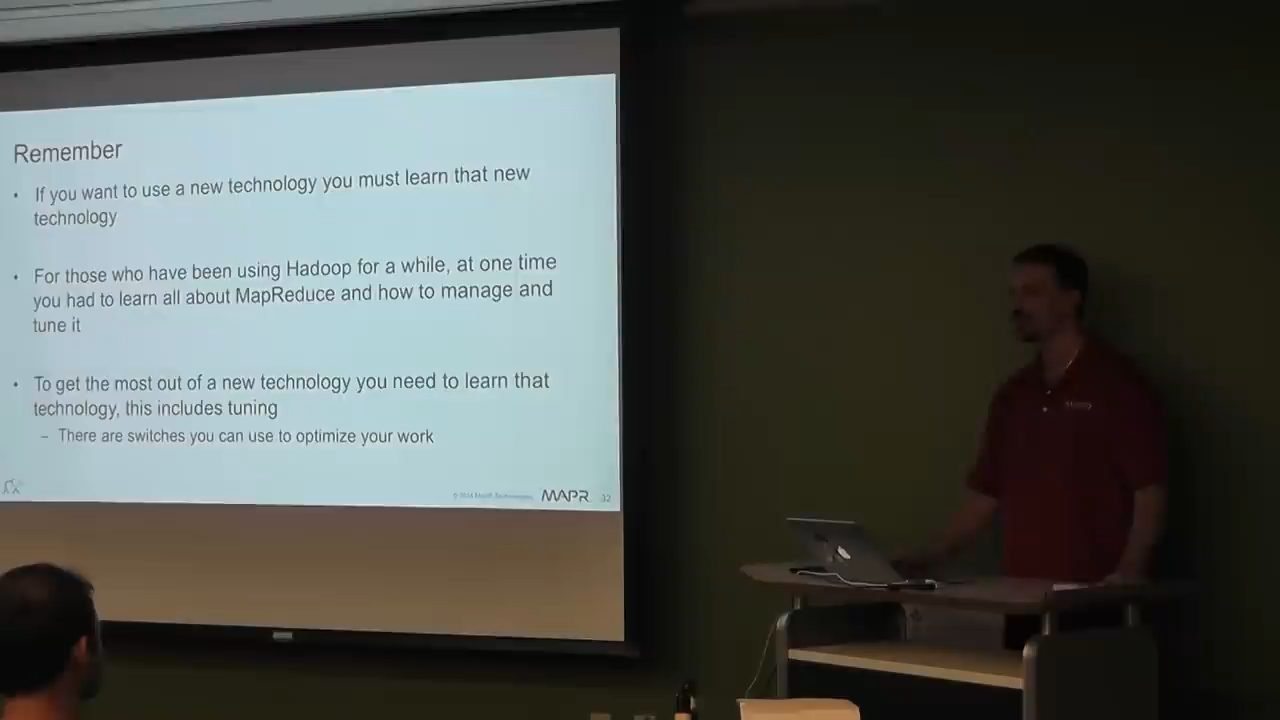 Remember
• If you want to use a new technology you must learn that new
technology
• For those who have been using Hadoop for a while, at one time
you had to learn all about MapReduce and how to manage and
tune it
• To get the most out of a new technology you need to learn that
technology, this includes tuning
– There are switches you can use to optimize your work
MAPR 32